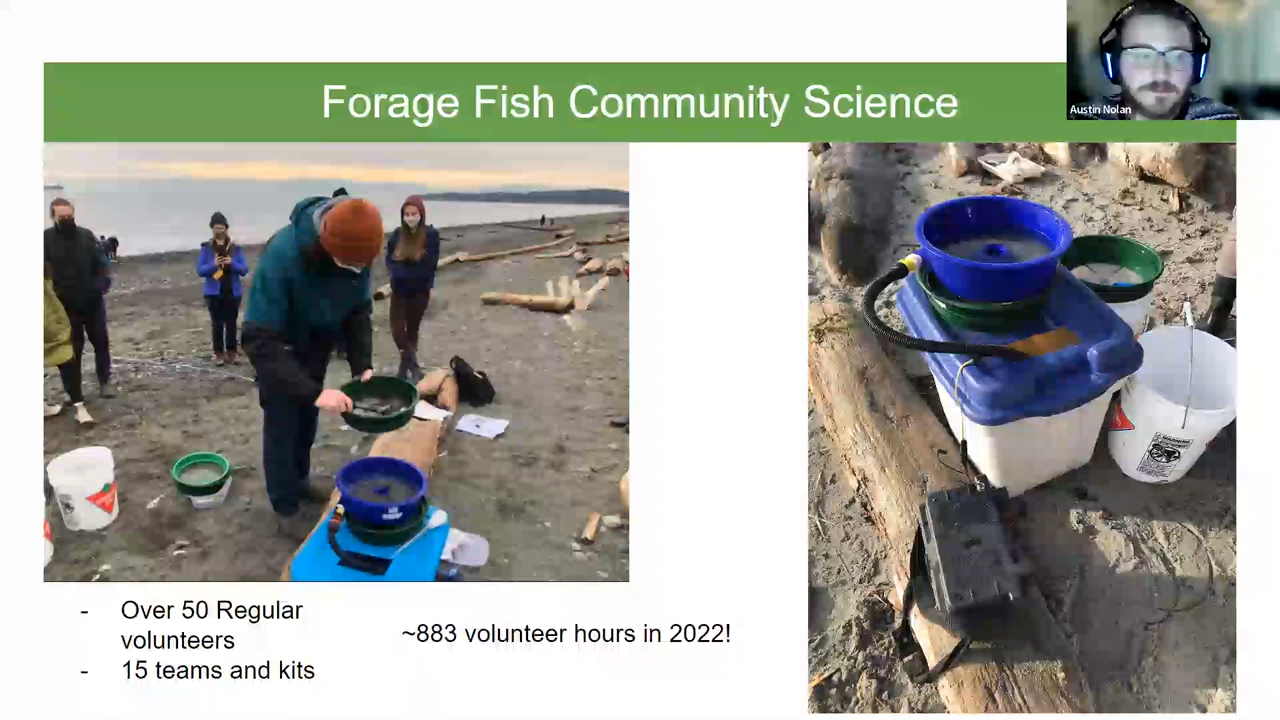 Forage Fish Community Science
Austin Nolan
- Over 50 Regular
volunteers
- 15 teams and kits
~883 volunteer hours in 2022!